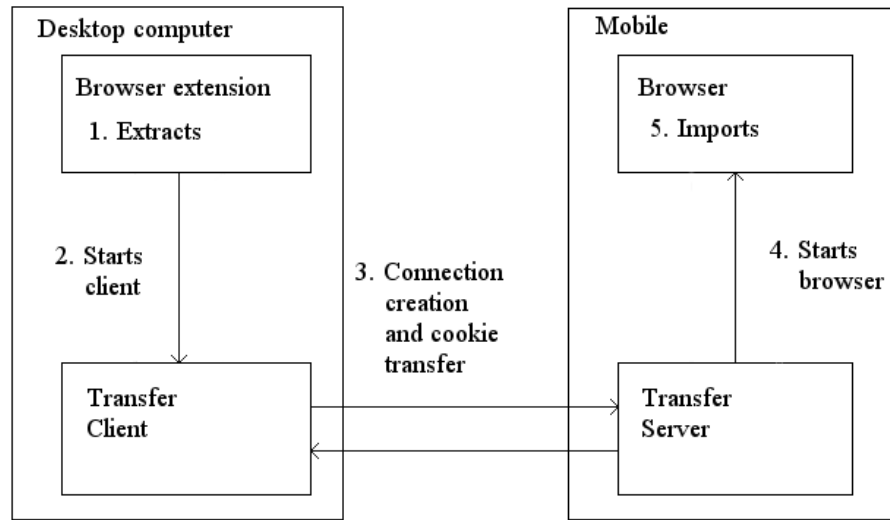 Desktop computer
Browser extension
1. Extracts
2. Starts
client
Transfer
Client
3. Connection
creation
and cookie
transfer
Mobile
Browser
5. Imports
4. Starts
browser
Transfer
Server